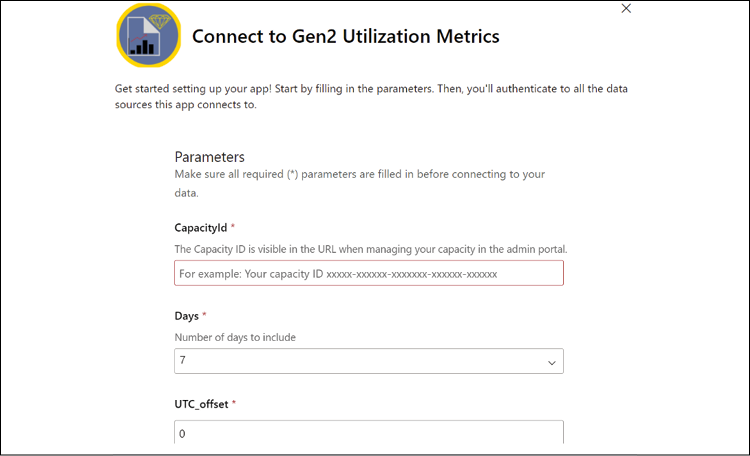 Connect to Gen2 Utilization Metrics
Get started setting up your app! Start by filling in the parameters. Then, you'll authenticate to all the data
sources this app connects to.
Parameters
Make sure all required (*) parameters are filled in before connecting to your
data.
CapacityId *
The Capacity ID is visible in the URL when managing your capacity in the admin portal.
For example: Your capacity ID xxxxx-xxxxxx-xxxxxxx-xxxxxx-xxxxxx
Days *
Number of days to include
7
UTC_offset *
0